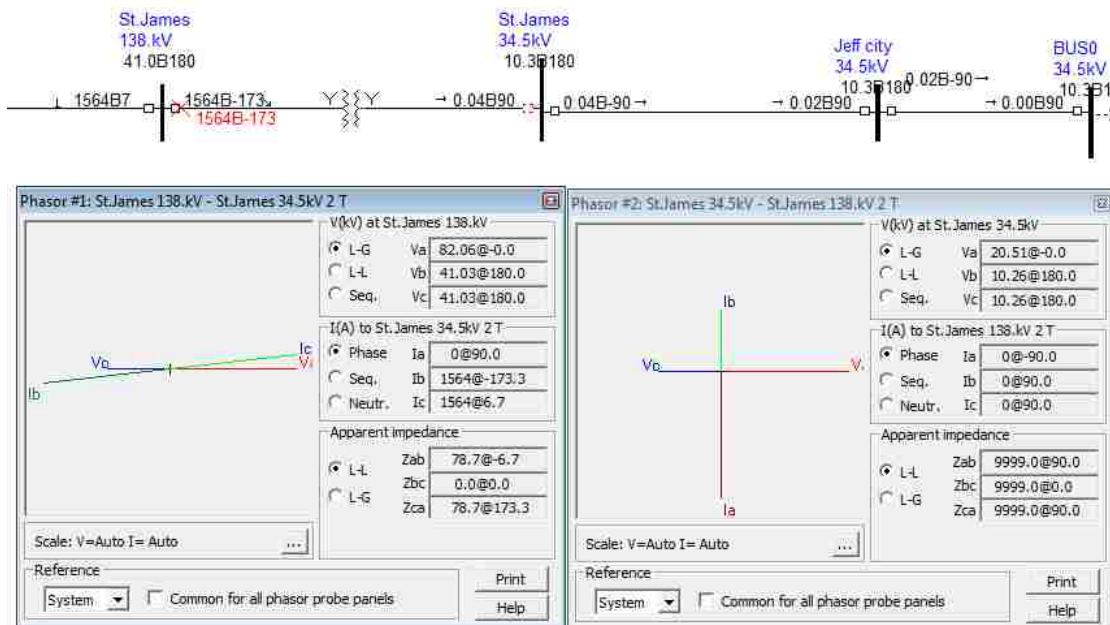 St.James
138.kV
41.0B180
St.James
34.5kV
10.3B180
Jeff city
34.5kV
10.3B180
0.02B-90→
BUS0
34.5kV
10.3B1
1564B7
1564B-173
1564B-173
→ 0.04B90
0.04B-90→
→ 0.02B90
→ 0.00B90
Phasor #1: St.James 138.kV - St.James 34.5kV 2 T
V(kV) at St.James 138.kV
L-G Va 82.06@-0.0
L-L Vb 41.03@180.0
Seq. Vc 41.03@180.0
I(A) to St.James 34.5kV 2 T
Phase Ia 0@90.0
Seq. Ib 1564@-173.3
Neutr. Ic 1564@6.7
Apparent impedance
L-L Zab 78.7@-6.7
Zbc 0.0@0.0
L-G Zca 78.7@173.3
Ic
Ib
Scale: V=Auto I= Auto
...
Reference
System
Common for all phasor probe panels
Print
Help
Phasor #2: St.James 34.5kV - St.James 138.kV 2 T
V(kV) at St.James 34.5kV
L-G Va 20.51@-0.0
L-L Vb 10.26@180.0
Seq. Vc 10.26@180.0
I(A) to St.James 138.kV 2 T
Phase Ia 0@-90.0
Seq. Ib 0@90.0
Neutr. Ic 0@90.0
Apparent impedance
L-L Zab 9999.0@90.0
Zbc 9999.0@0.0
L-G Zca 9999.0@90.0
Ib
Ia
Scale: V=Auto I= Auto
...
Reference
System
Common for all phasor probe panels
Print
Help